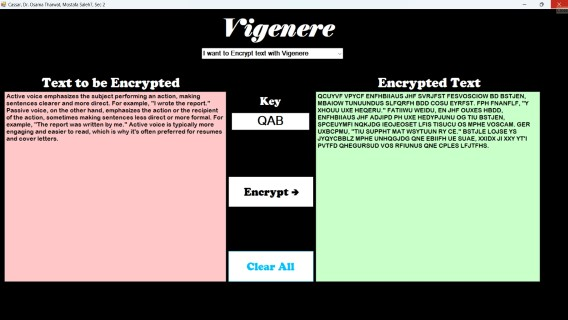 Caesar, Dr. Osama Tharwat, Mostafa Saleh7, Sec 2
Vigenere
I want to Encrypt text with Vigenere
Text to be Encrypted
Encrypted Text
Active voice emphasizes the subject performing an action, making
sentences clearer and more direct. For example, "I wrote the report."
Passive voice, on the other hand, emphasizes the action or the recipient
of the action, sometimes making sentences less direct or more formal. For
example, "The report was written by me." Active voice is typically more
engaging and easier to read, which is why it's often preferred for resumes
and cover letters.
Key
QAB
Encrypt →
Clear All
QCUYVF VPYCF ENFHBIIAUS JHF SVRJFST FESVOSCIOW BD BSTJEN,
MBAIOW TUNUUNDUS SLFQRFH BDD COSU EYRFST. FPH FNANFLF, "Y
XHOUU UXE HEQERU." FATIIWU WEIDU, EN JHF OUXES HBDD,
ENFHBIIAUS JHF ADJIPD PH UXE HEDYPJUNU OG TIU BSTJEN,
SPCEUYMFI NQKJDG IEOJEOSET LFIS TISUCU OS MPHE VOSCAM. GER
UXBCPMU, "TIU SUPPHT MAT WSYTUUN RY CE." BSTJLE LOJSE YS
JYQYCBBLZ MPHE UNHQGJDG QNE EBIIFH UE SUAE, XXIDX JI XXY YT'I
PVTFD QHEGURSUD VOS RFIUNUS QNE CPLES LFJTFHS.